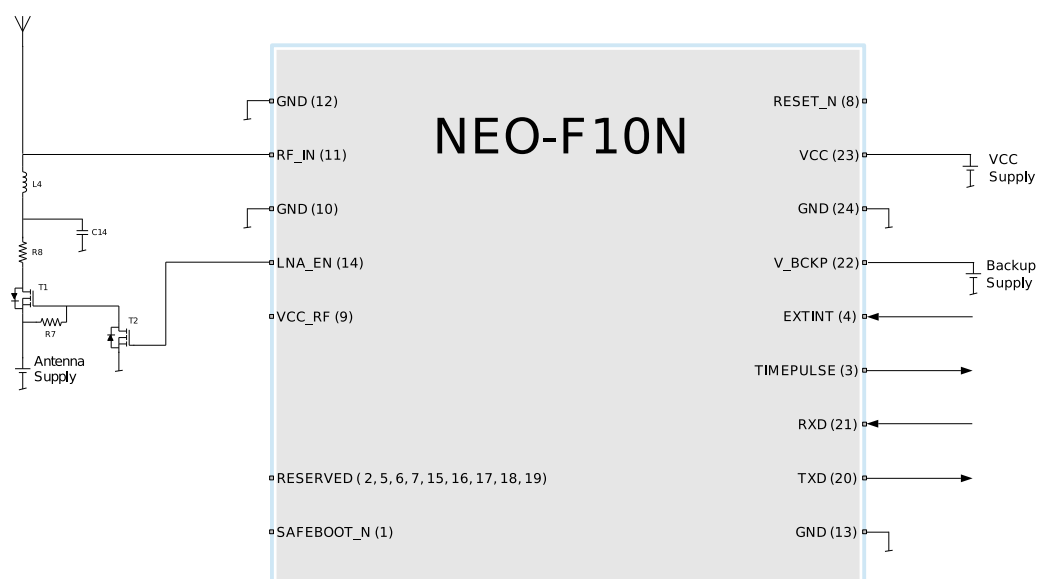 NEO-F10N
GND (12)
RF_IN (11)
GND (10)
LNA_EN (14)
VCC_RF (9)
RESERVED ( 2, 5, 6, 7, 15, 16, 17, 18, 19)
SAFEBOOT_N (1)
RESET_N (8)
VCC (23)
GND (24)
V_BCKP (22)
EXTINT (4)
TIMEPULSE (3)
RXD (21)
TXD (20)
GND (13)
VCC
Supply
Backup
Supply
L4
C14
R8
T1
R7
T2
Antenna
Supply